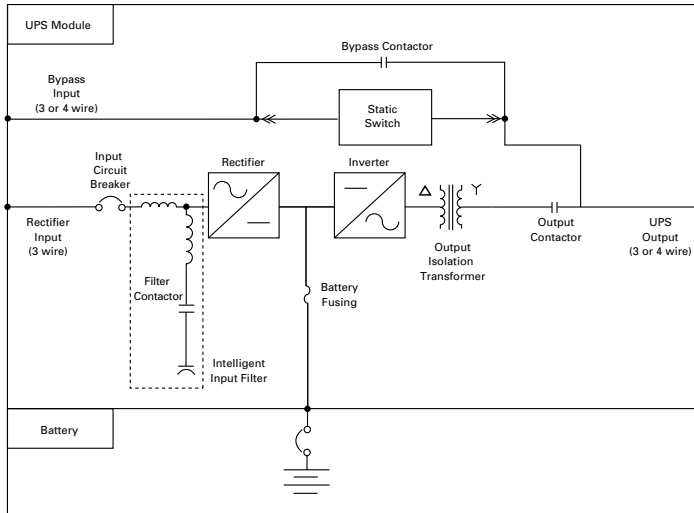 UPS Module
Bypass Contactor
Bypass
Input
(3 or 4 wire)
Static
Switch
Input
Circuit
Breaker
Rectifier
Inverter
Δ
Y
Rectifier
Input
(3 wire)
Output
Isolation
Transformer
Output
Contactor
UPS
Output
(3 or 4 wire)
Filter
Contactor
Battery
Fusing
Intelligent
Input Filter
Battery